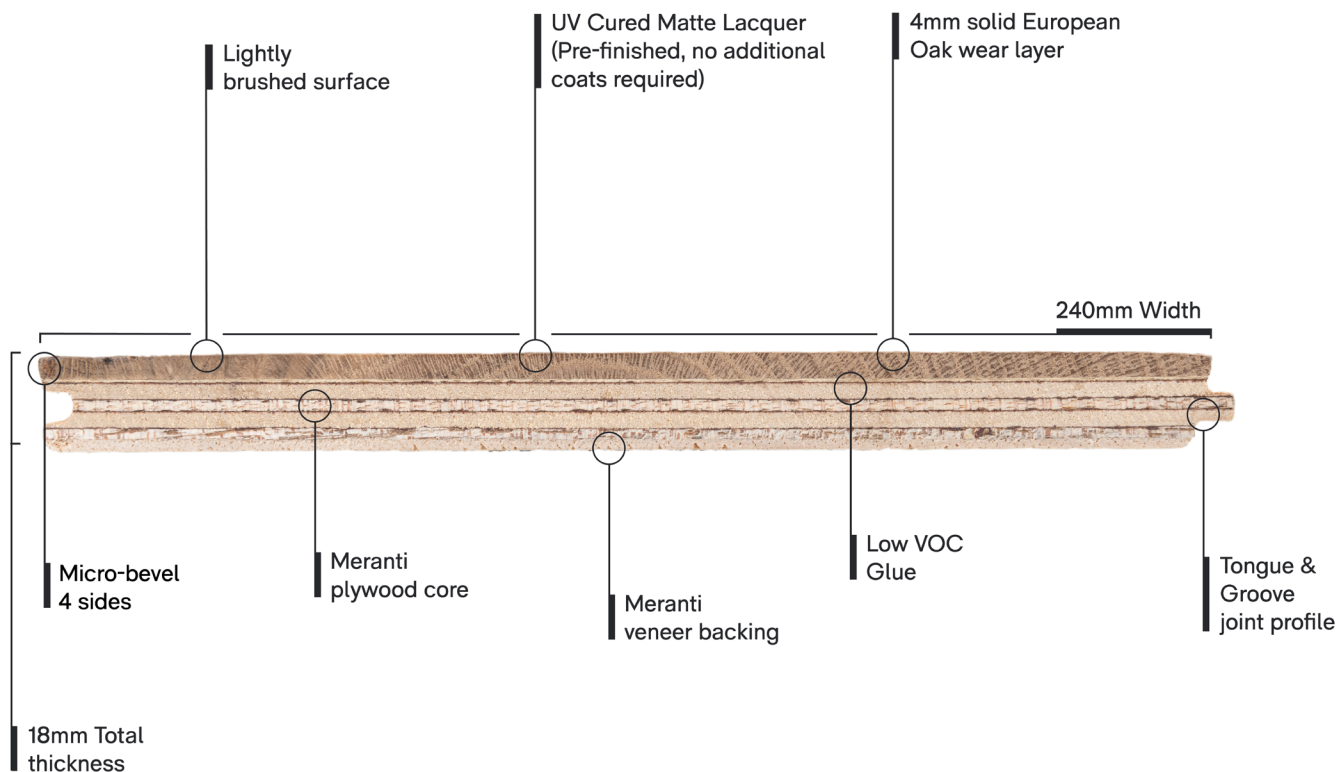 Lightly
brushed surface
UV Cured Matte Lacquer
(Pre-finished, no additional
coats required)
4mm solid European
Oak wear layer
240mm Width
Micro-bevel
4 sides
Meranti
plywood core
Meranti
veneer backing
Low VOC
Glue
Tongue &
Groove
joint profile
18mm Total
thickness